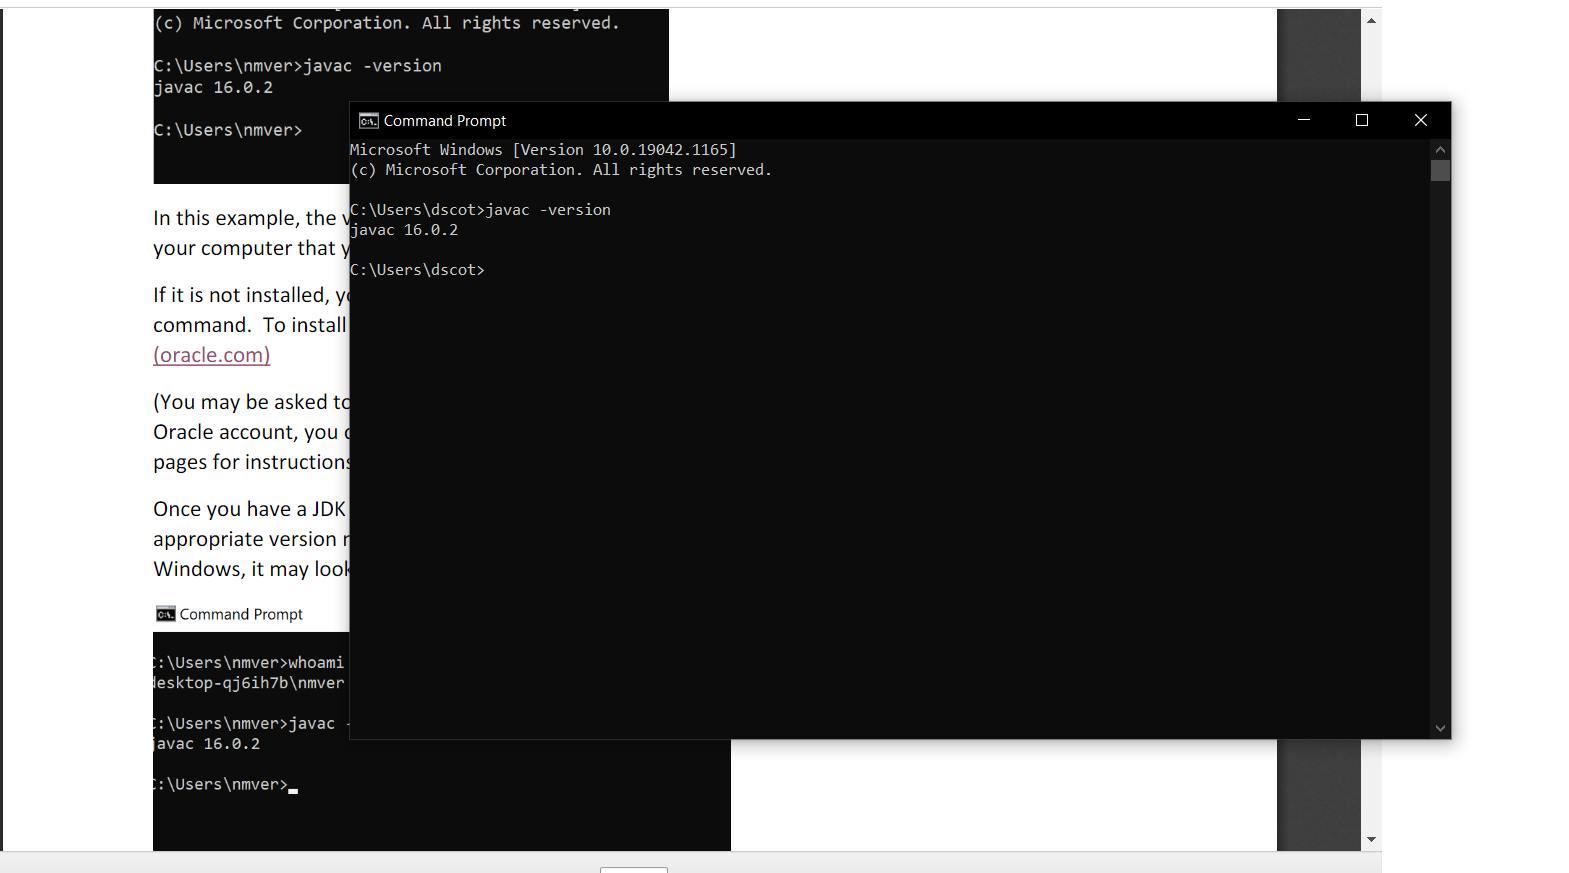 (c) Microsoft Corporation. All rights reserved.
C:\Users\nmver>javac -version
javac 16.0.2
C:\Users\nmver>
Command Prompt
Microsoft Windows [Version 10.0.19042.1165]
(c) Microsoft Corporation. All rights reserved.
C:\Users\dscot>javac -version
javac 16.0.2
C:\Users\dscot>
In this example, the
your computer that
If it is not installed,
command.  To install
(oracle.com)
(You may be asked to
Oracle account, you
pages for instructions
Once you have a JDK
appropriate version
Windows, it may look
Command Prompt
:\Users\nmver>whoami
desktop-qj6ih7b\nmver
:\Users\nmver>javac -
javac 16.0.2
:\Users\nmver>